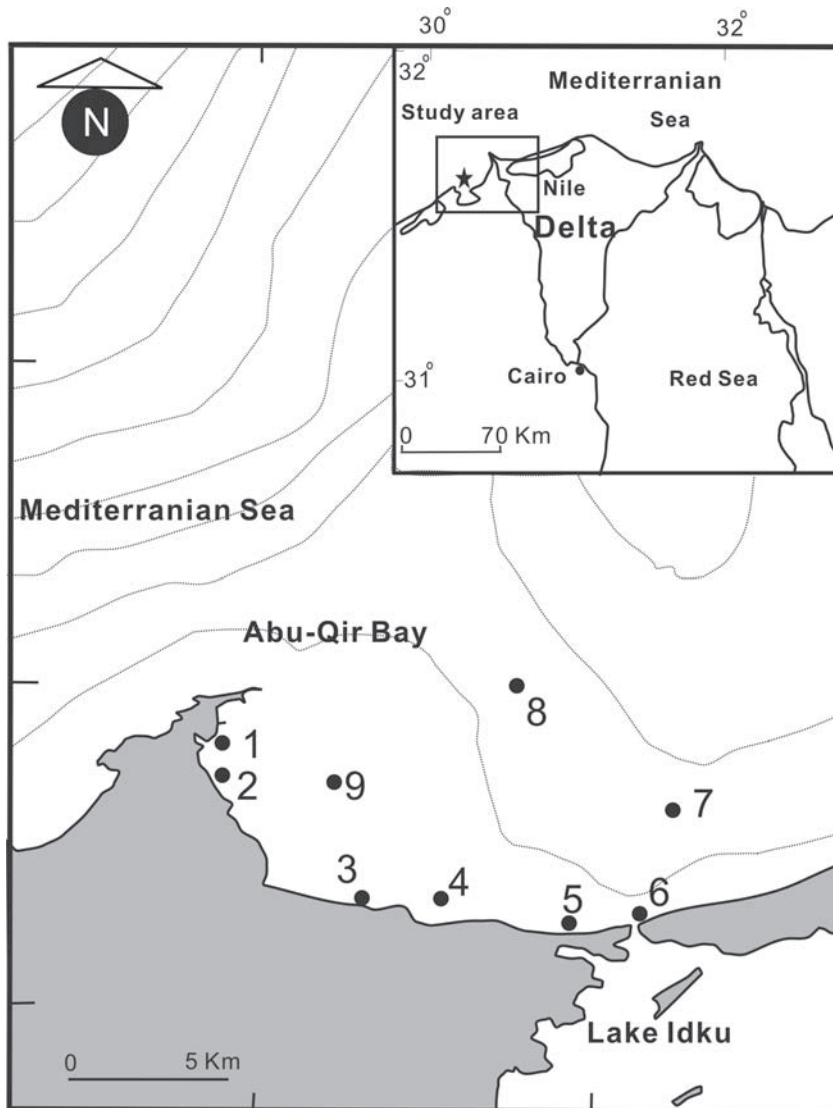 30°
32°
32°
Mediterranian
Sea
Study area
Nile
Delta
Cairo
31°
Red Sea
0 70 Km
N
Mediterranian Sea
Abu-Qir Bay
8
1
2
9
7
3
4
5
6
Lake Idku
0 5 Km